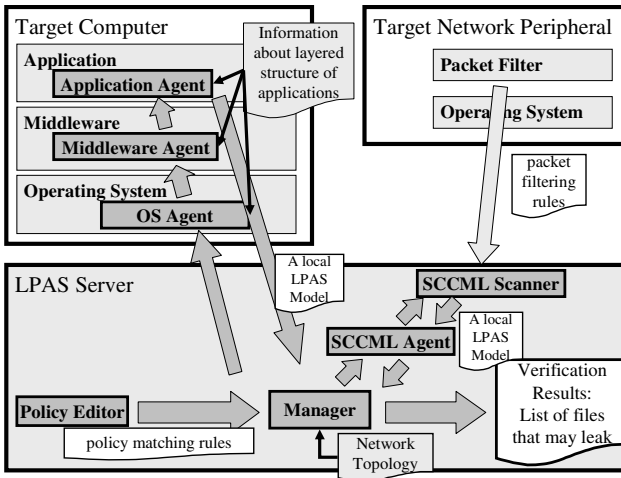 Target Computer
Application
Application Agent
Middleware
Middleware Agent
Operating System
OS Agent
Information
about layered
structure of
applications
Target Network Peripheral
Packet Filter
Operating System
packet
filtering
rules
LPAS Server
A local
LPAS
Model
SCCML Scanner
SCCML Agent
A local
LPAS
Model
Policy Editor
policy matching rules
Manager
Network
Topology
Verification
Results:
List of files
that may leak